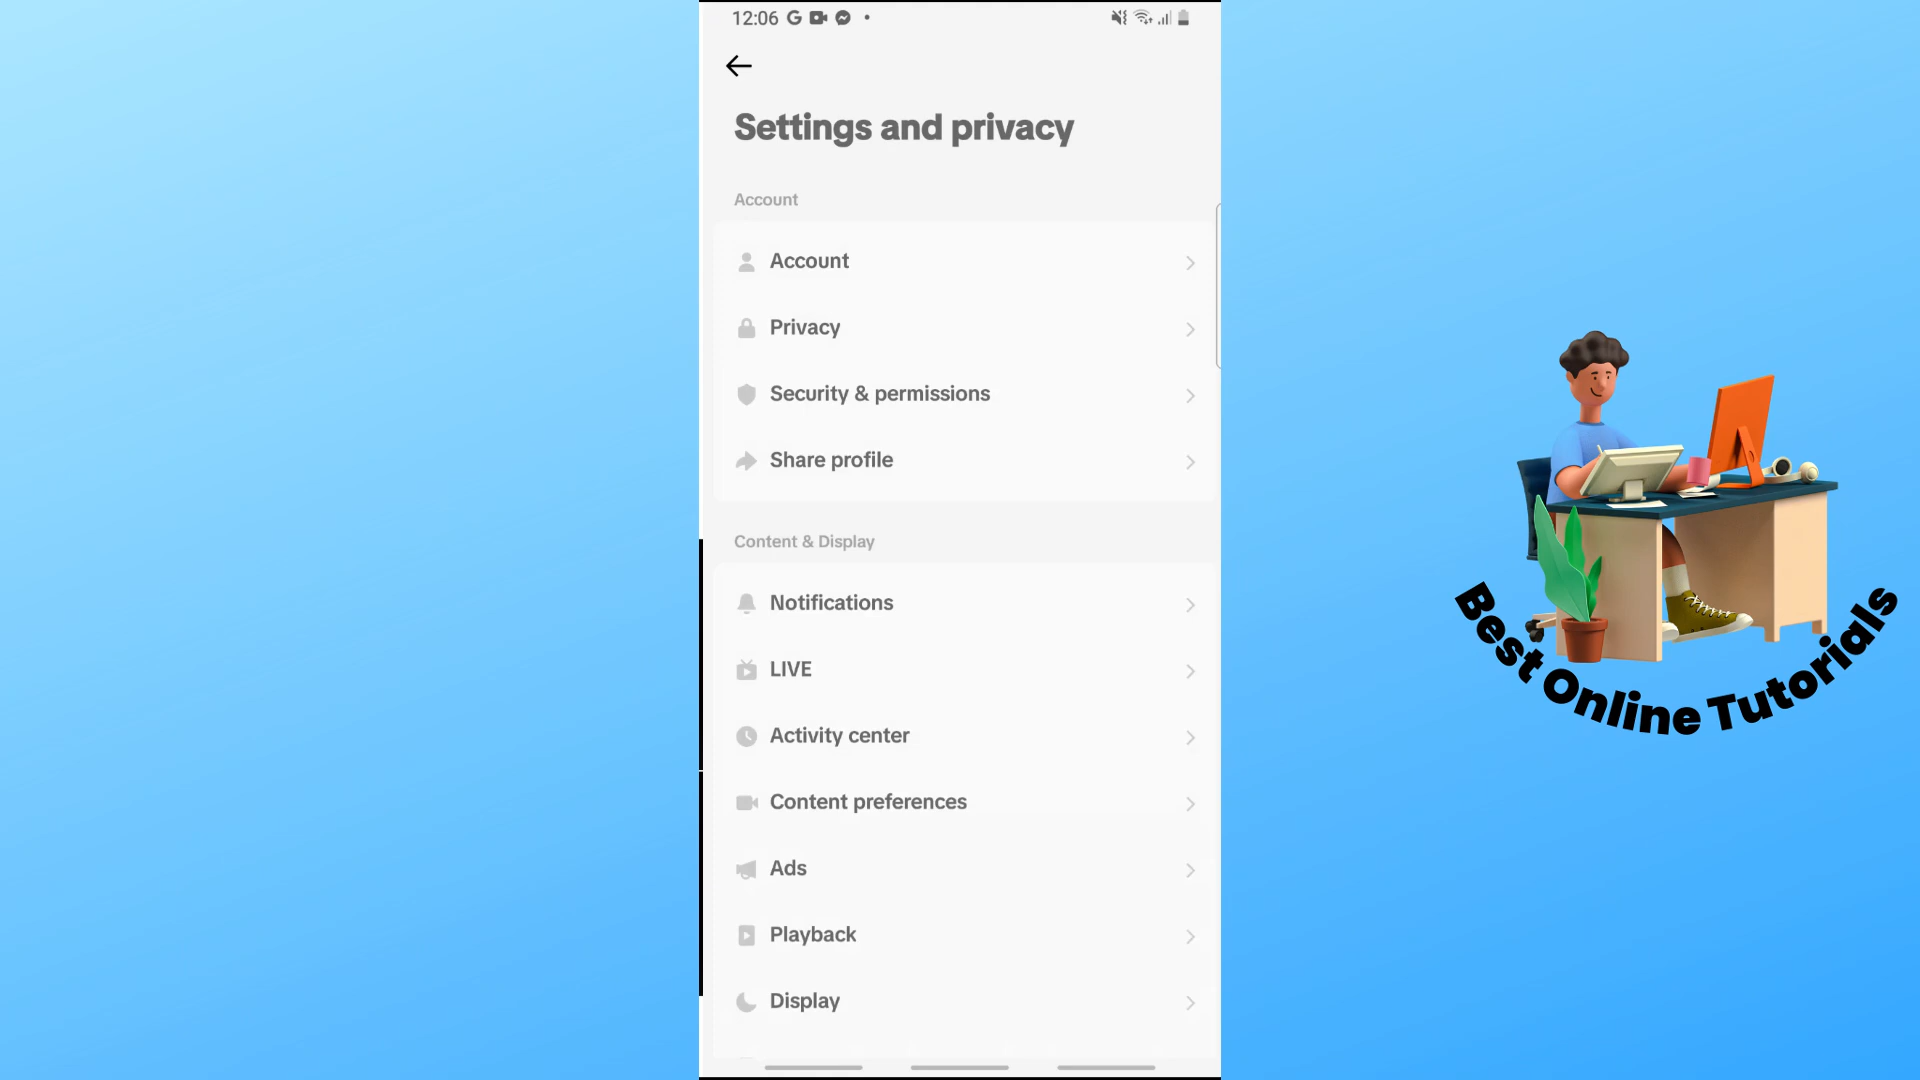 12:06
Settings and privacy
Account
Account
Privacy
Security & permissions
Share profile
Content & Display
Notifications
LIVE
Activity center
Content preferences
Ads
Playback
Display
Best Online Tutorials